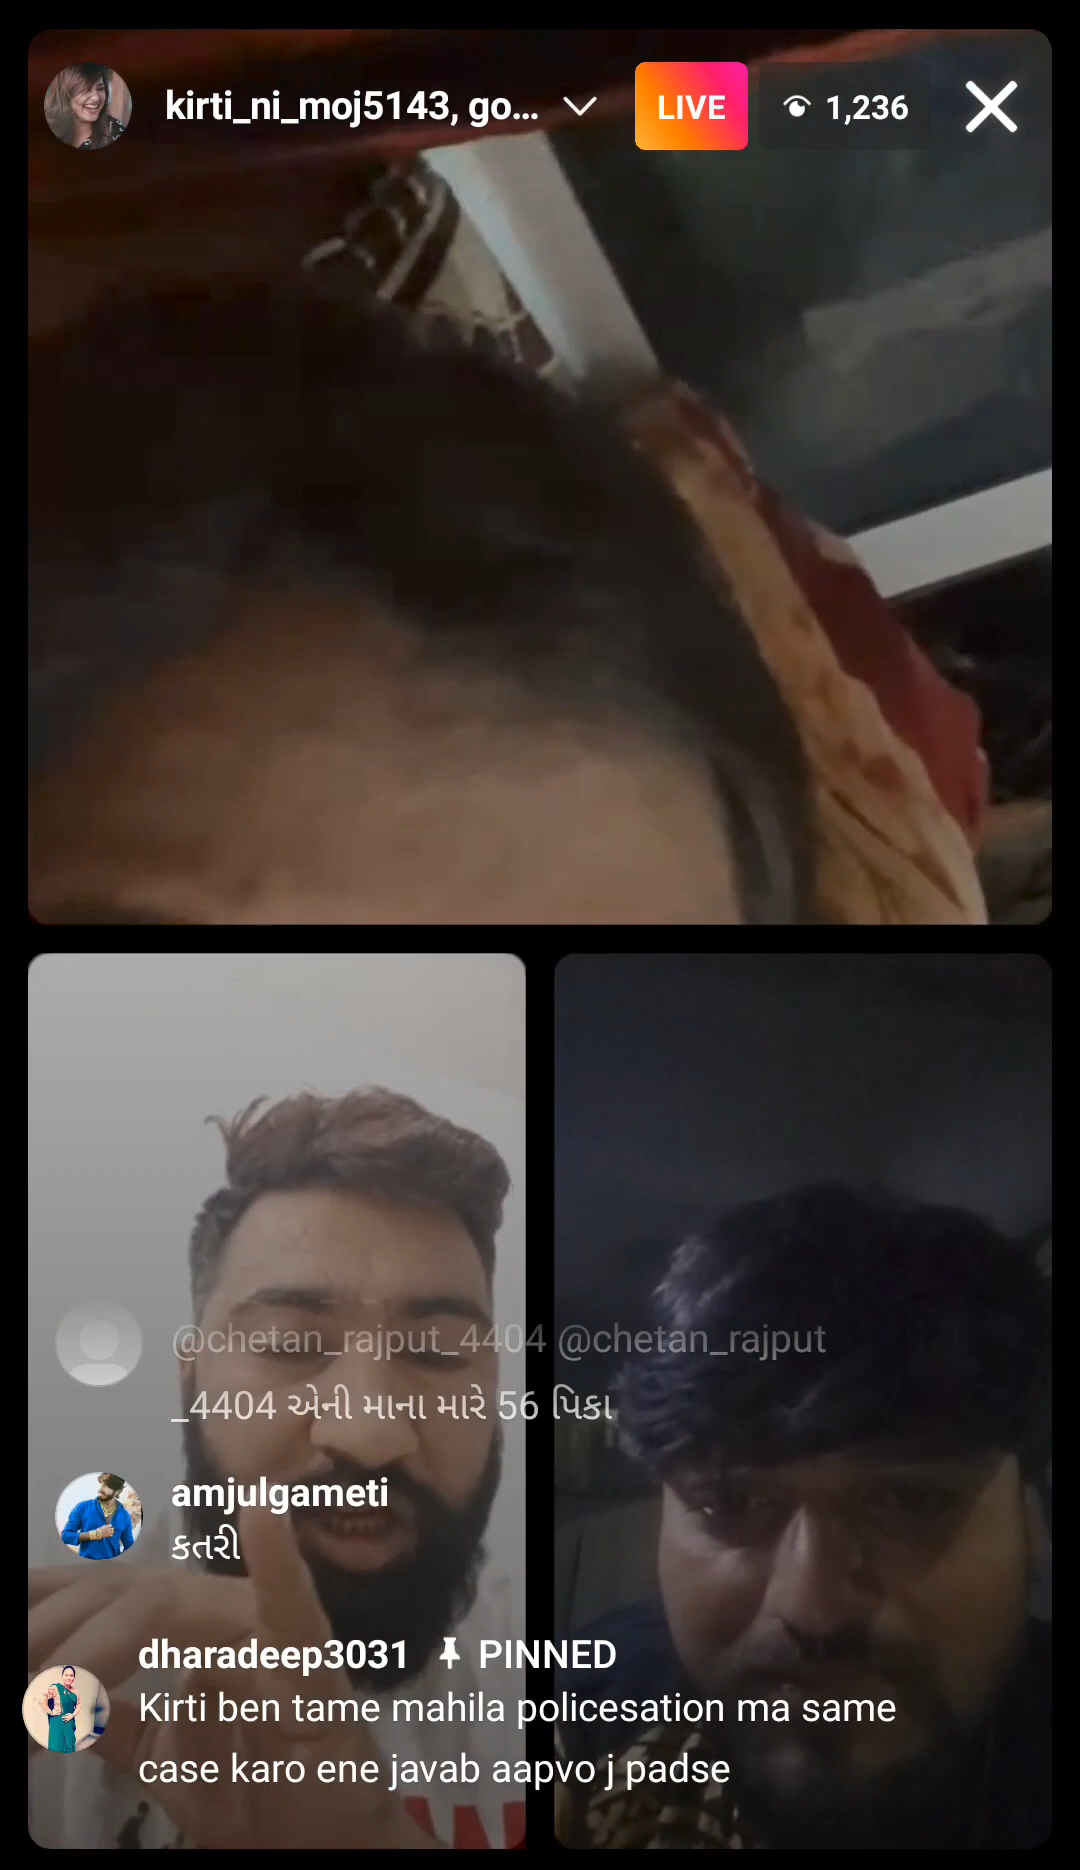 kirti_ni_moj5143, go...
LIVE
1,236
@chetan_rajput_4404 @chetan_rajput
_4404 એની માના મારે 56 પિકા
amjulgameti
કતરી
dharadeep3031 PINNED
Kirti ben tame mahila policesation ma same
case karo ene javab aapvo j padse